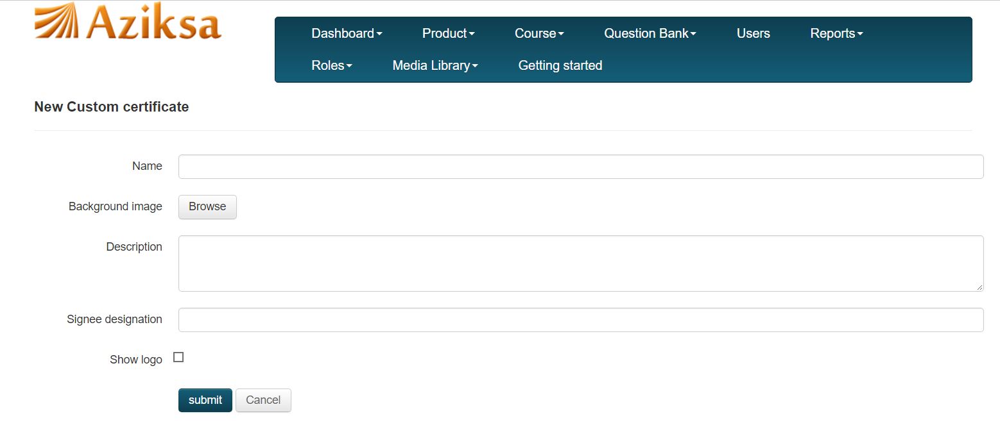 Aziksa
Dashboard Product Course Question Bank Users Reports
Roles Media Library Getting started
New Custom certificate
Name
Background image Browse
Description
Signee designation
Show logo
submit Cancel